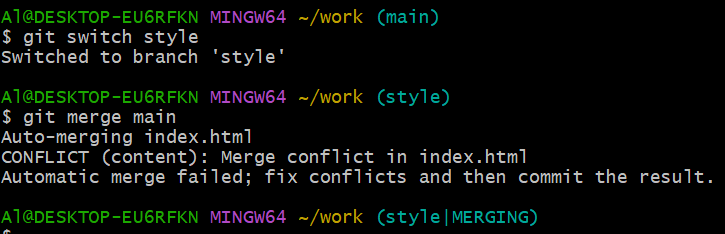 Al@DESKTOP-EU6RFKN MINGW64 ~/work (main)
$ git switch style
Switched to branch 'style'
Al@DESKTOP-EU6RFKN MINGW64 ~/work (style)
$ git merge main
Auto-merging index.html
CONFLICT (content): Merge conflict in index.html
Automatic merge failed; fix conflicts and then commit the result.
Al@DESKTOP-EU6RFKN MINGW64 ~/work (style|MERGING)
$